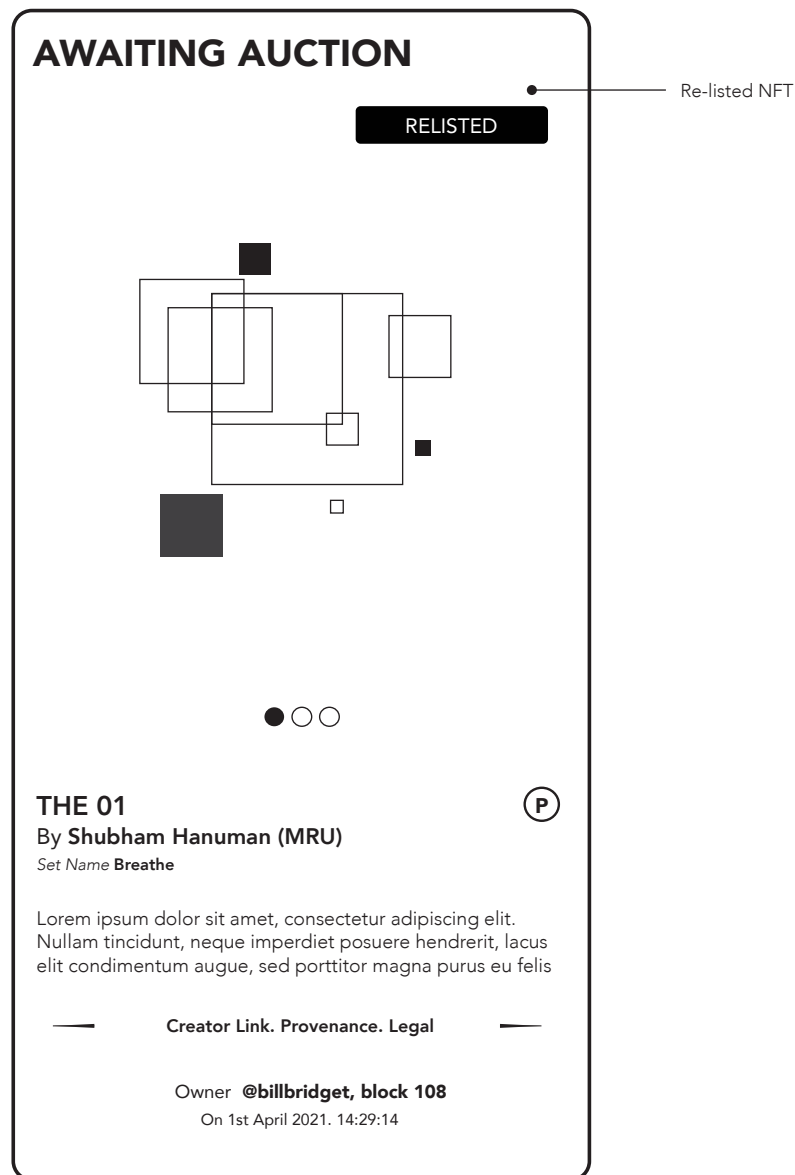 AWAITING AUCTION
Re-listed NFT
RELISTED
THE 01
P
By Shubham Hanuman (MRU)
Set Name Breathe
Lorem ipsum dolor sit amet, consectetur adipiscing elit.
Nullam tincidunt, neque imperdiet posuere hendrerit, lacus
elit condimentum augue, sed porttitor magna purus eu felis
Creator Link. Provenance. Legal
Owner @billbridget, block 108
On 1st April 2021. 14:29:14